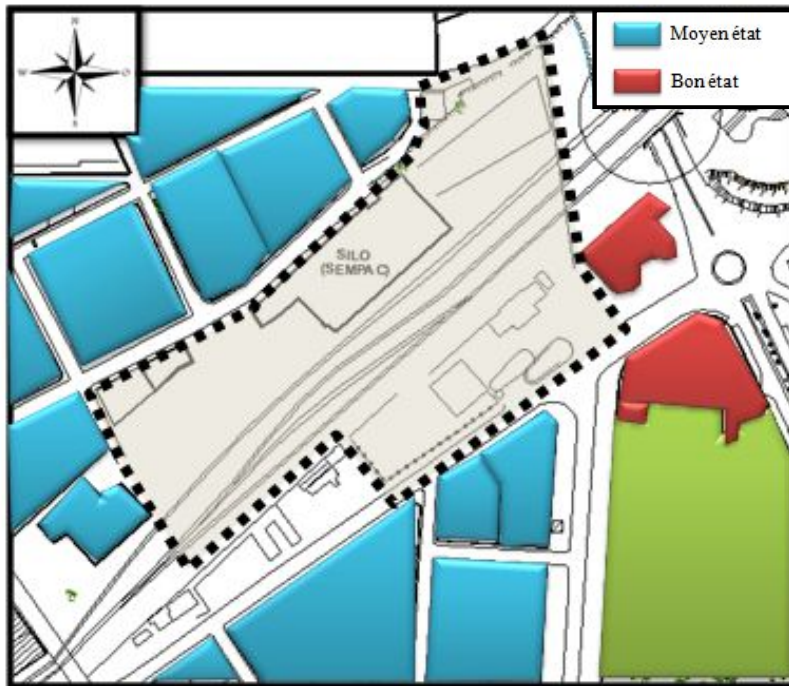 N
W
O
S
Moyen état
Bon état
SILO
(SEMPAC)